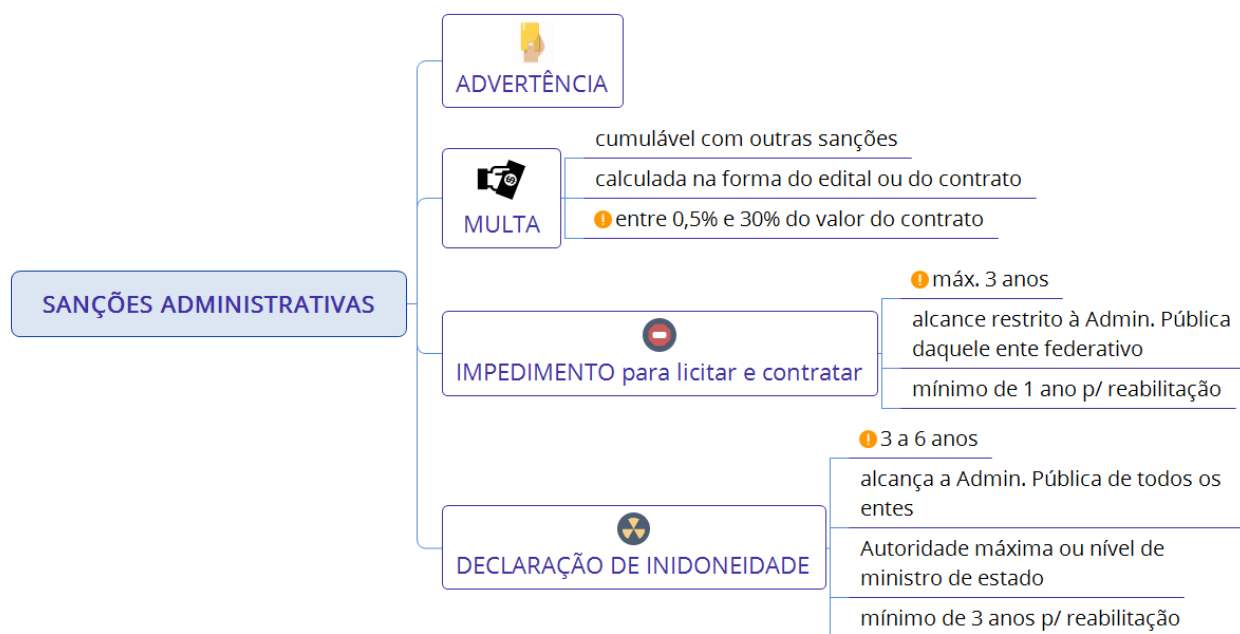 ADVERTÊNCIA
cumulável com outras sanções
calculada na forma do edital ou do contrato
MULTA
! entre 0,5% e 30% do valor do contrato
SANÇÕES ADMINISTRATIVAS
! máx. 3 anos
alcance restrito à Admin. Pública
daquele ente federativo
IMPEDIMENTO para licitar e contratar
mínimo de 1 ano p/ reabilitação
! 3 a 6 anos
alcança a Admin. Pública de todos os
entes
DECLARAÇÃO DE INIDONEIDADE
Autoridade máxima ou nível de
ministro de estado
mínimo de 3 anos p/ reabilitação